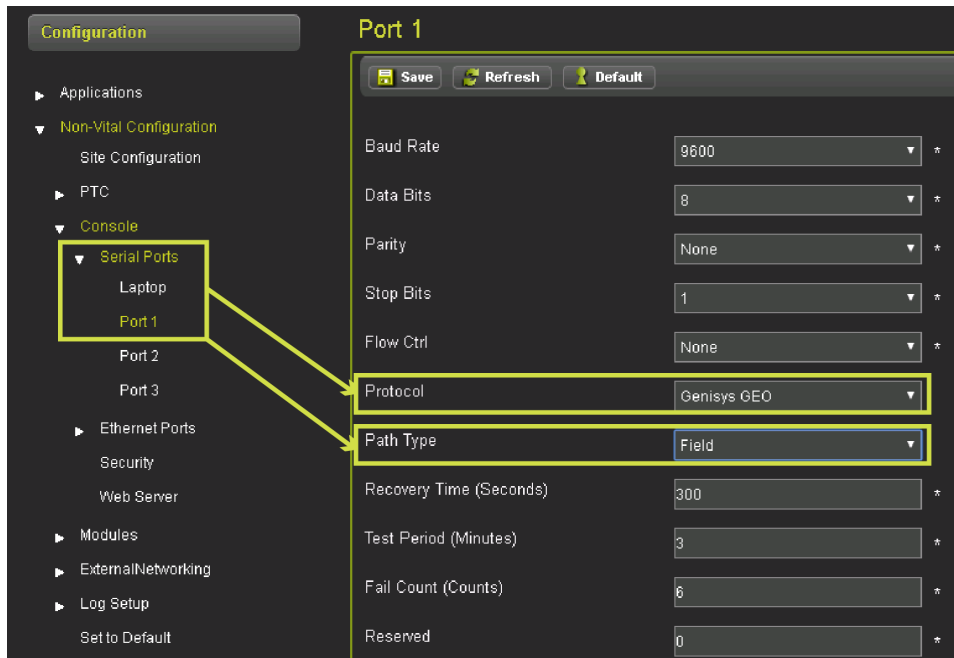 Configuration
Applications
Non-Vital Configuration
Site Configuration
PTC
Console
Serial Ports
Laptop
Port 1
Port 2
Port 3
Ethernet Ports
Security
Web Server
Modules
ExternalNetworking
Log Setup
Set to Default
Port 1
Save Refresh Default
Baud Rate 9600 *
Data Bits 8 *
Parity None *
Stop Bits 1 *
Flow Ctrl None *
Protocol Genisys GEO
Path Type Field
Recovery Time (Seconds) 300 *
Test Period (Minutes) 3 *
Fail Count (Counts) 6 *
Reserved 0 *